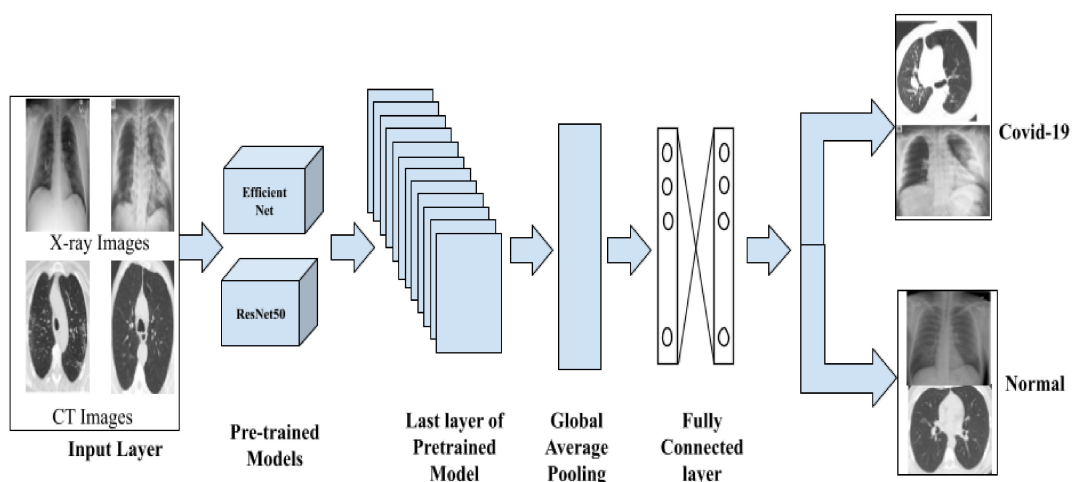 X-ray Images
CT Images
Input Layer
Efficient
Net
ResNet50
Pre-trained
Models
Last layer of
Pretrained
Model
Global
Average
Pooling
Fully
Connected
layer
Covid-19
Normal